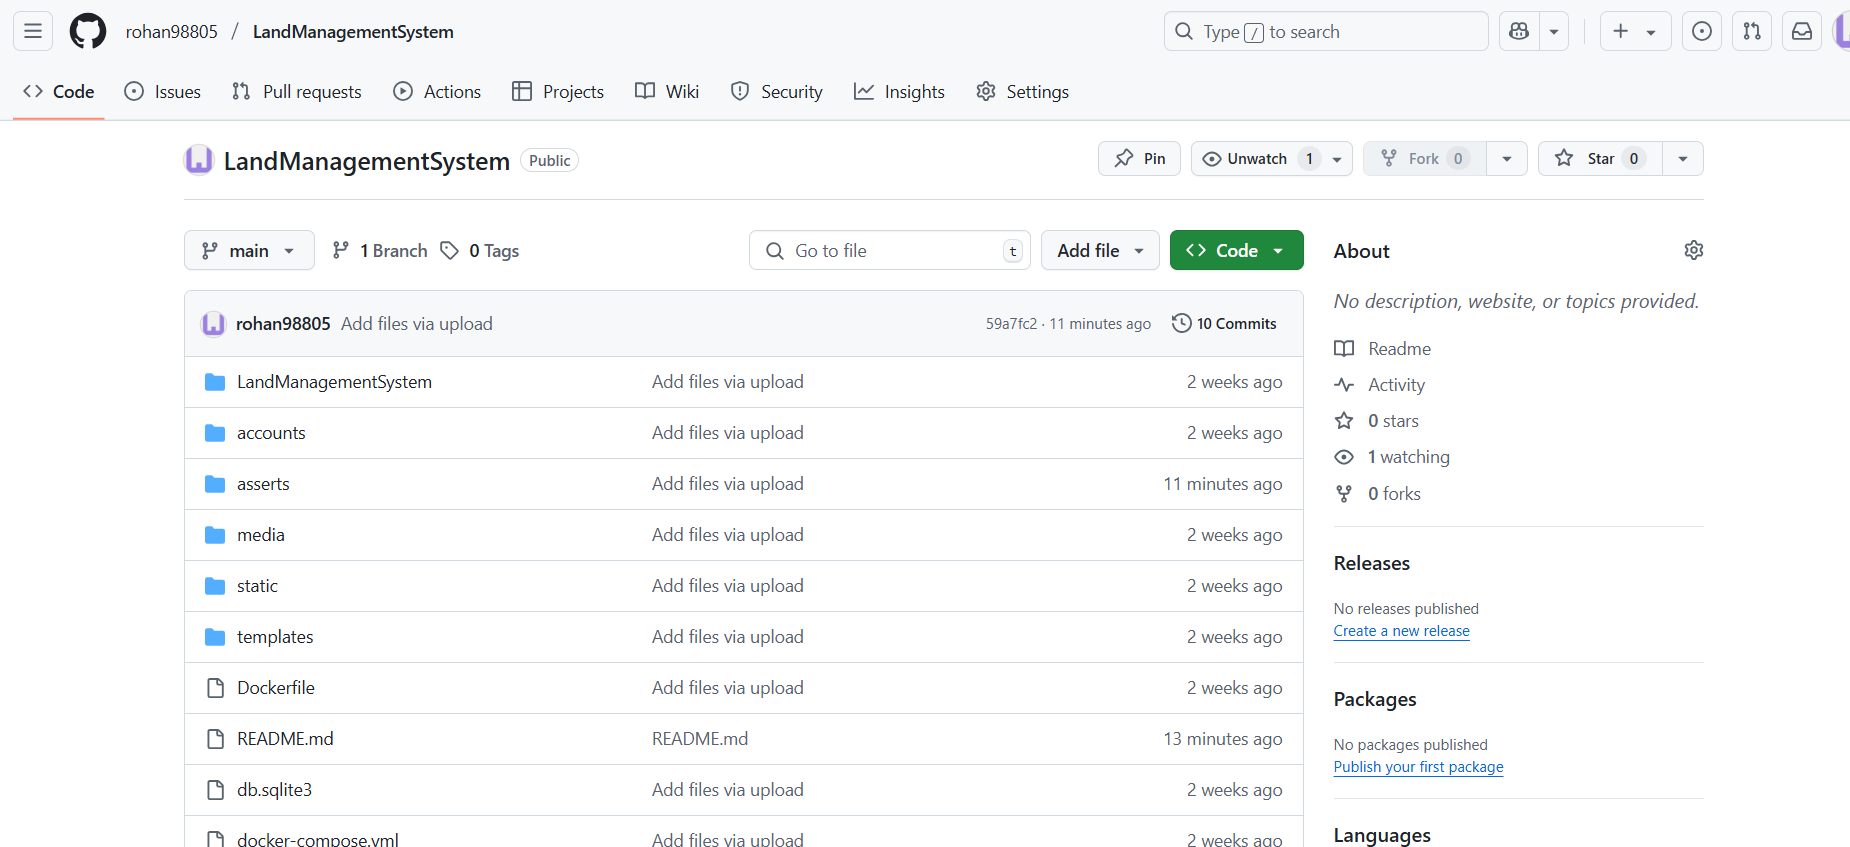 rohan98805 / LandManagementSystem
Type / to search
Code Issues Pull requests Actions Projects Wiki Security Insights Settings
LandManagementSystem Public
Pin Unwatch 1 Fork 0 Star 0
main 1 Branch 0 Tags Go to file t Add file Code
rohan98805 Add files via upload 59a7fc2 · 11 minutes ago 10 Commits
LandManagementSystem Add files via upload 2 weeks ago
accounts Add files via upload 2 weeks ago
asserts Add files via upload 11 minutes ago
media Add files via upload 2 weeks ago
static Add files via upload 2 weeks ago
templates Add files via upload 2 weeks ago
Dockerfile Add files via upload 2 weeks ago
README.md README.md 13 minutes ago
db.sqlite3 Add files via upload 2 weeks ago
docker-compose.yml Add files via upload 2 weeks ago
About
No description, website, or topics provided.
Readme
Activity
0 stars
1 watching
0 forks
Releases
No releases published
Create a new release
Packages
No packages published
Publish your first package
Languages